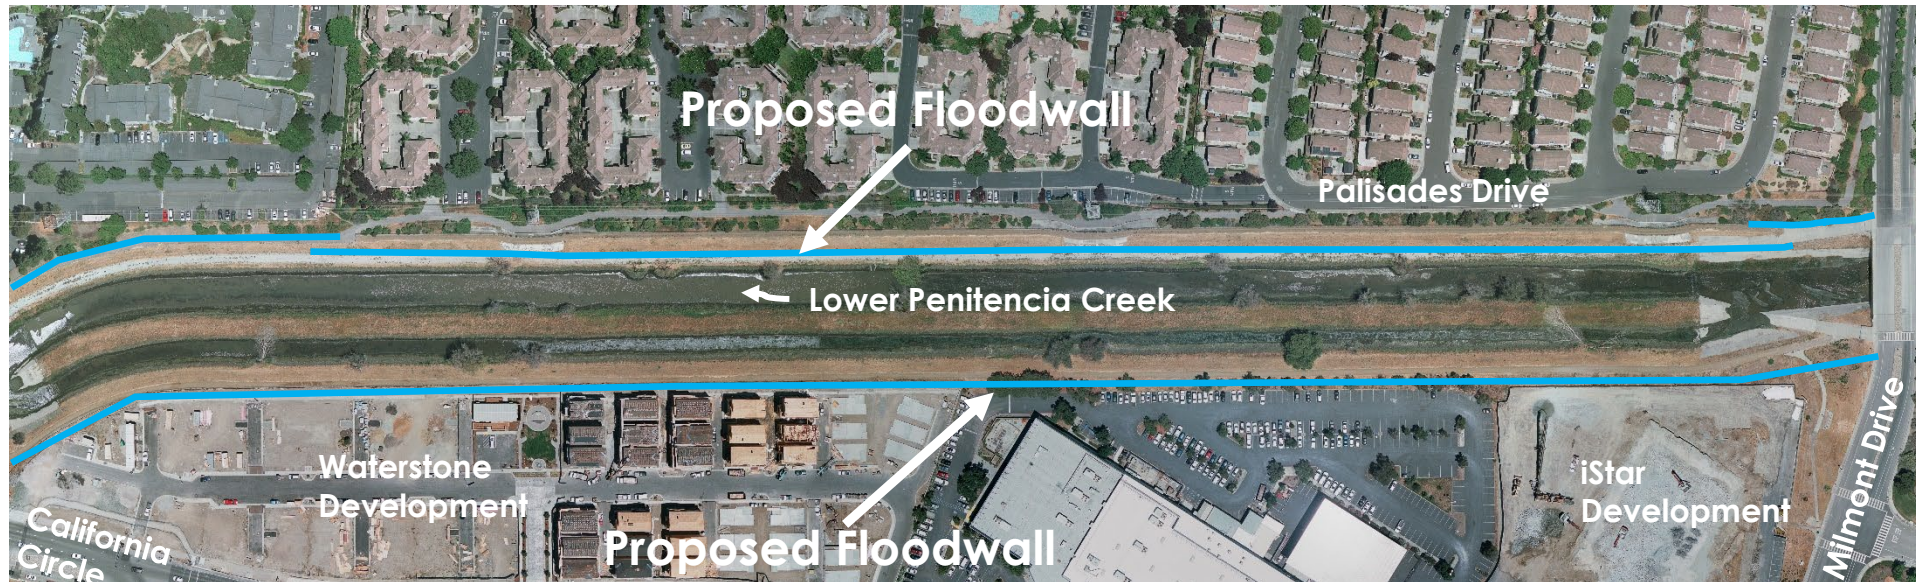 Proposed Floodwall
Palisades Drive
Lower Penitencia Creek
Waterstone
Development
iStar
Development
Milmont Drive
California
Circle
Proposed Floodwall